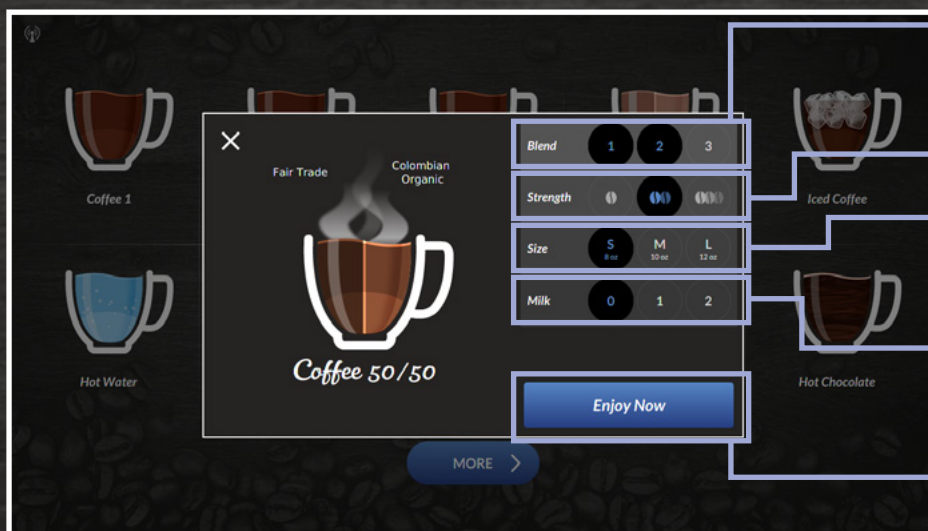 Coffee 1
Iced Coffee
Hot Water
Hot Chocolate
Fair Trade
Colombian
Organic
Coffee 50/50
Blend 1 2 3
Strength
Size S M L
8 oz 10 oz 12 oz
Milk 0 1 2
Enjoy Now
MORE